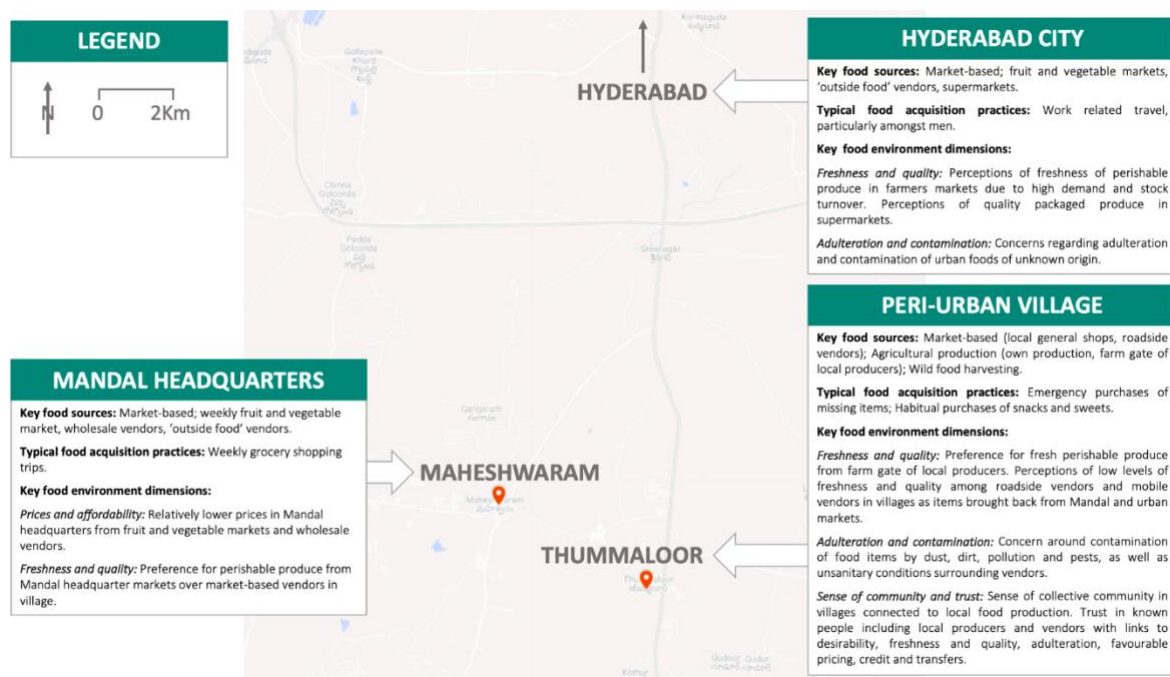 LEGEND
N 0 2Km
HYDERABAD
MAHESHWARAM
THUMMALOOR
Sreenagar
Kothur
HYDERABAD CITY
Key food sources: Market-based; fruit and vegetable markets,
‘outside food’ vendors, supermarkets.
Typical food acquisition practices: Work related travel,
particularly amongst men.
Key food environment dimensions:
Freshness and quality: Perceptions of freshness of perishable
produce in farmers markets due to high demand and stock
turnover. Perceptions of quality packaged produce in
supermarkets.
Adulteration and contamination: Concerns regarding adulteration
and contamination of urban foods of unknown origin.
PERI-URBAN VILLAGE
Key food sources: Market-based (local general shops, roadside
vendors); Agricultural production (own production, farm gate of
local producers); Wild food harvesting.
Typical food acquisition practices: Emergency purchases of
missing items; Habitual purchases of snacks and sweets.
Key food environment dimensions:
Freshness and quality: Preference for fresh perishable produce
from farm gate of local producers. Perceptions of low levels of
freshness and quality among roadside vendors and mobile
vendors in villages as items brought back from Mandal and urban
markets.
Adulteration and contamination: Concern around contamination
of food items by dust, dirt, pollution and pests, as well as
unsanitary conditions surrounding vendors.
Sense of community and trust: Sense of collective community in
villages connected to local food production. Trust in known
people including local producers and vendors with links to
desirability, freshness and quality, adulteration, favourable
pricing, credit and transfers.
MANDAL HEADQUARTERS
Key food sources: Market-based; weekly fruit and vegetable
market, wholesale vendors, ‘outside food’ vendors.
Typical food acquisition practices: Weekly grocery shopping
trips.
Key food environment dimensions:
Prices and affordability: Relatively lower prices in Mandal
headquarters from fruit and vegetable markets and wholesale
vendors.
Freshness and quality: Preference for perishable produce from
Mandal headquarter markets over market-based vendors in
village.